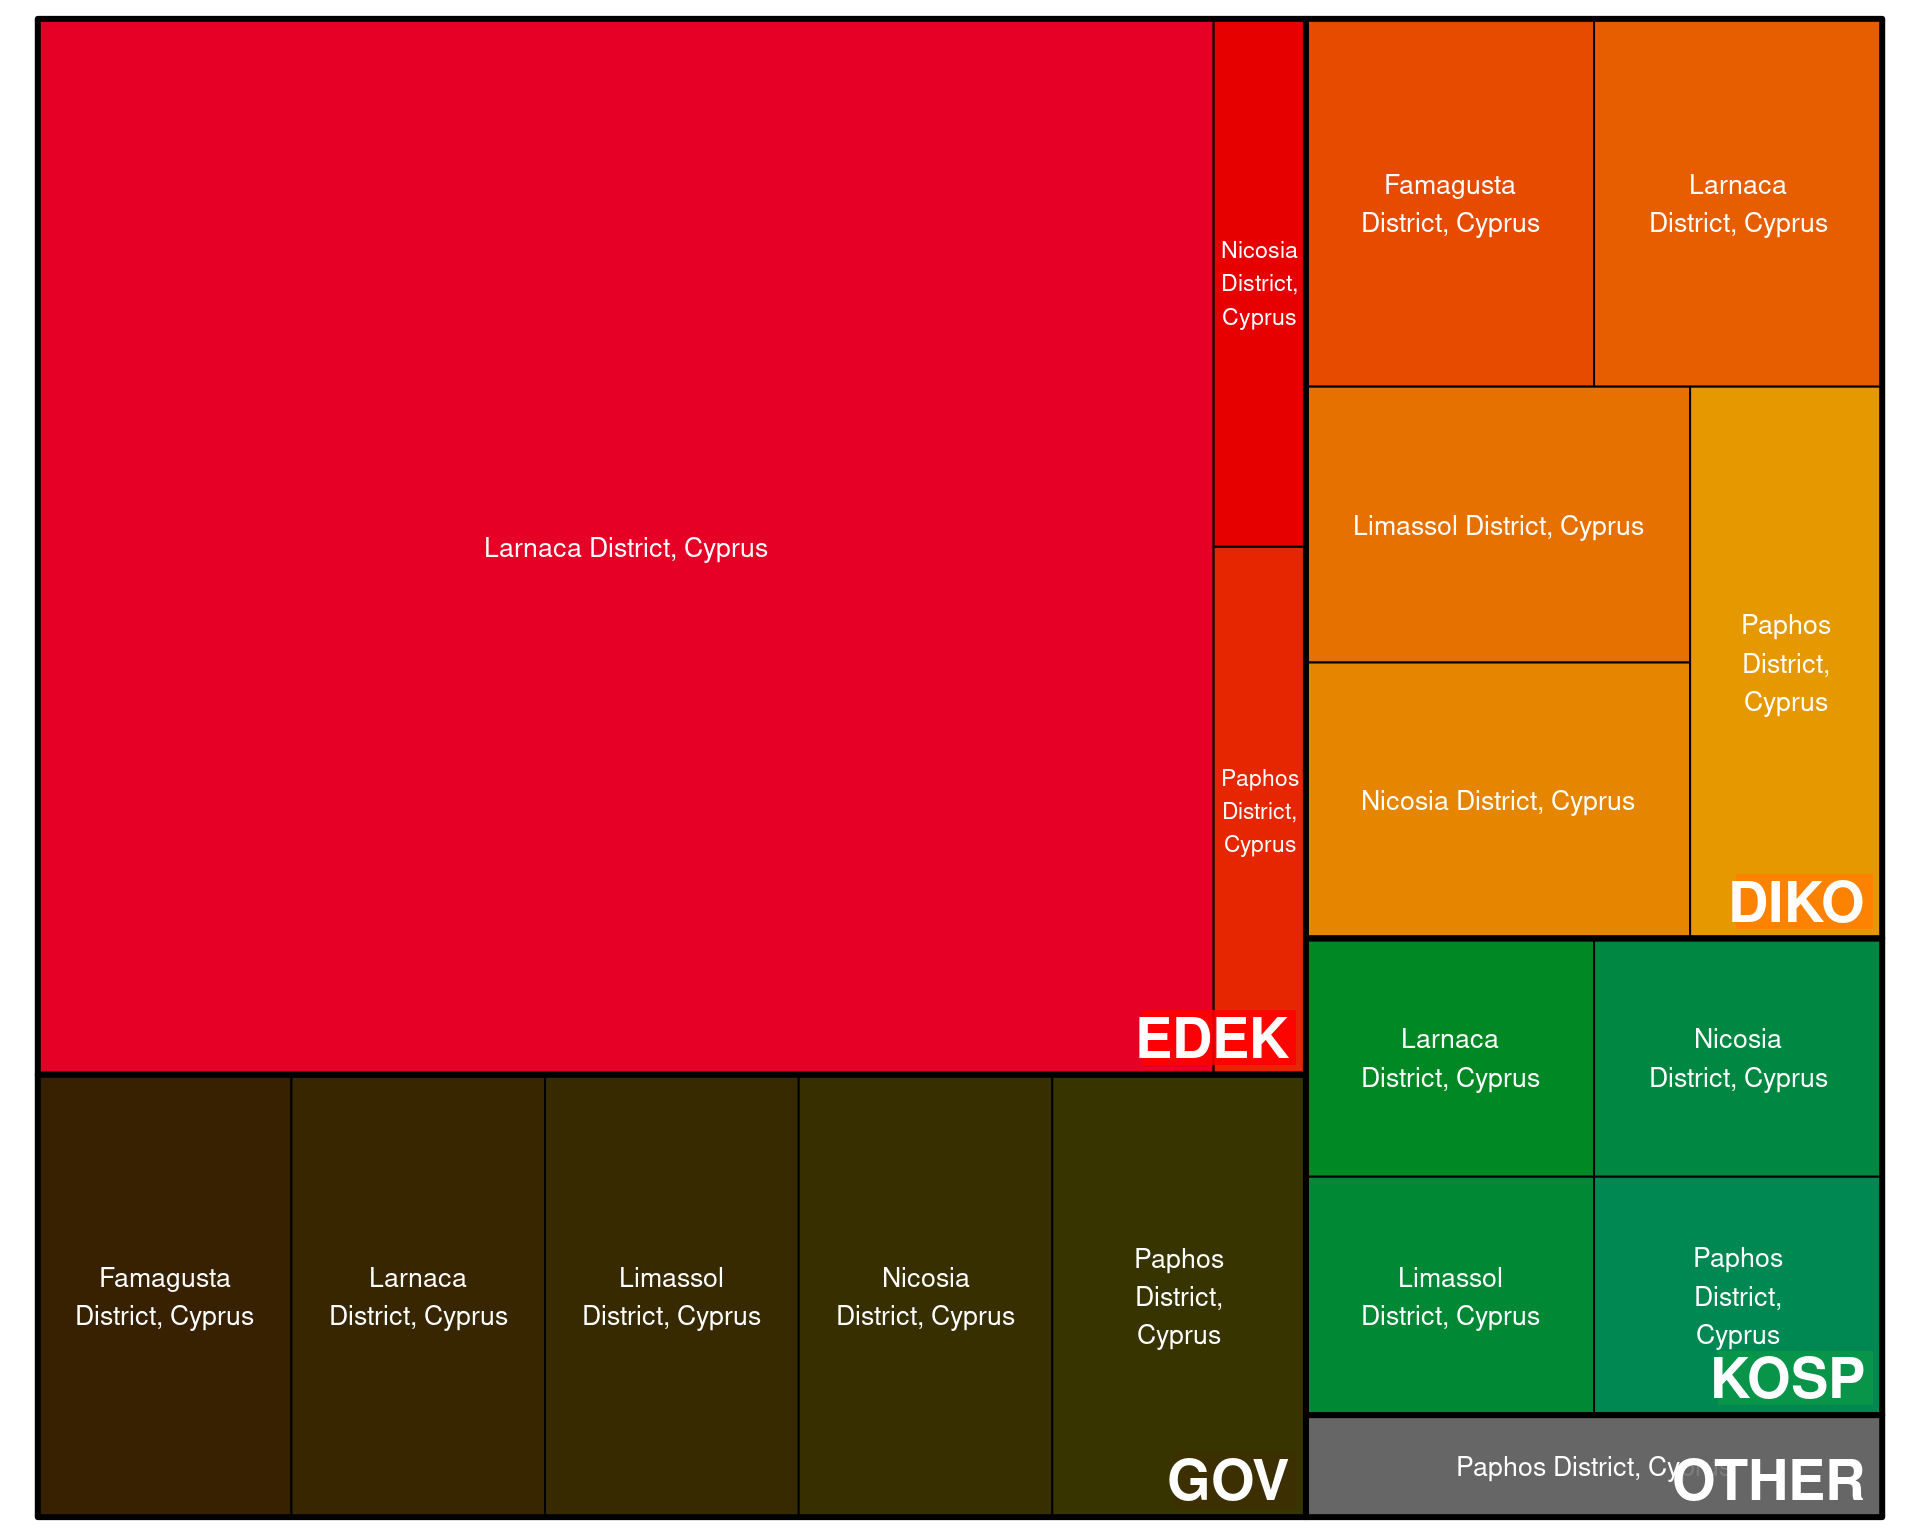 Larnaca District, Cyprus
Nicosia
District,
Cyprus
Paphos
District,
Cyprus
EDEK
Famagusta
District, Cyprus
Larnaca
District, Cyprus
Limassol District, Cyprus
Nicosia District, Cyprus
Paphos
District,
Cyprus
DIKO
Famagusta
District, Cyprus
Larnaca
District, Cyprus
Limassol
District, Cyprus
Nicosia
District, Cyprus
Paphos
District,
Cyprus
GOV
Larnaca
District, Cyprus
Nicosia
District, Cyprus
Limassol
District, Cyprus
Paphos
District,
Cyprus
KOSP
Paphos District, Cyprus
OTHER